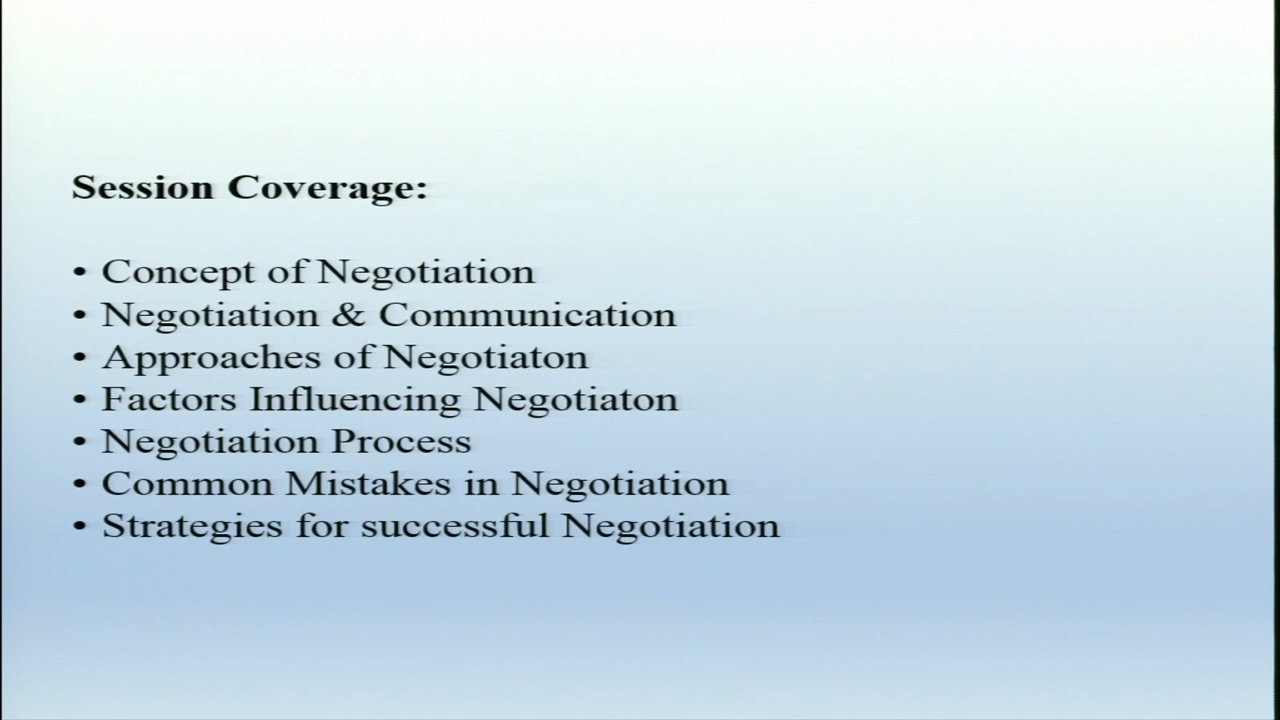 Session Coverage:
• Concept of Negotiation
• Negotiation & Communication
• Approaches of Negotiaton
• Factors Influencing Negotiaton
• Negotiation Process
• Common Mistakes in Negotiation
• Strategies for successful Negotiation